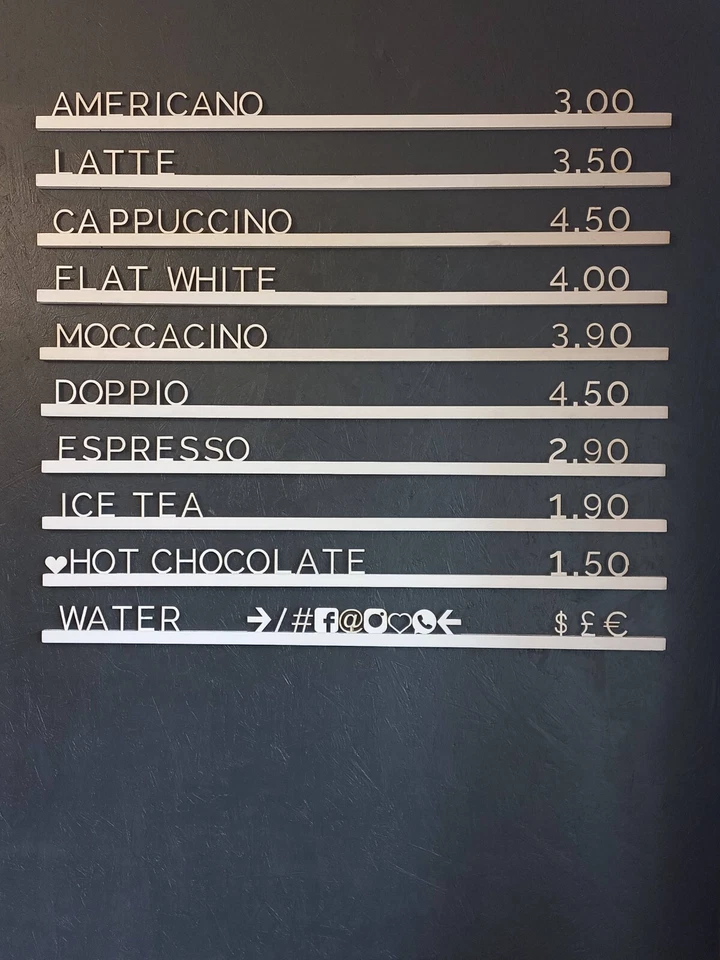 AMERICANO 3.00
LATTE 3.50
CAPPUCCINO 4.50
FLAT WHITE 4.00
MOCCACINO 3.90
DOPPIO 4.50
ESPRESSO 2.90
ICE TEA 1.90
♥HOT CHOCOLATE 1.50
WATER →/#f@♡← $£€